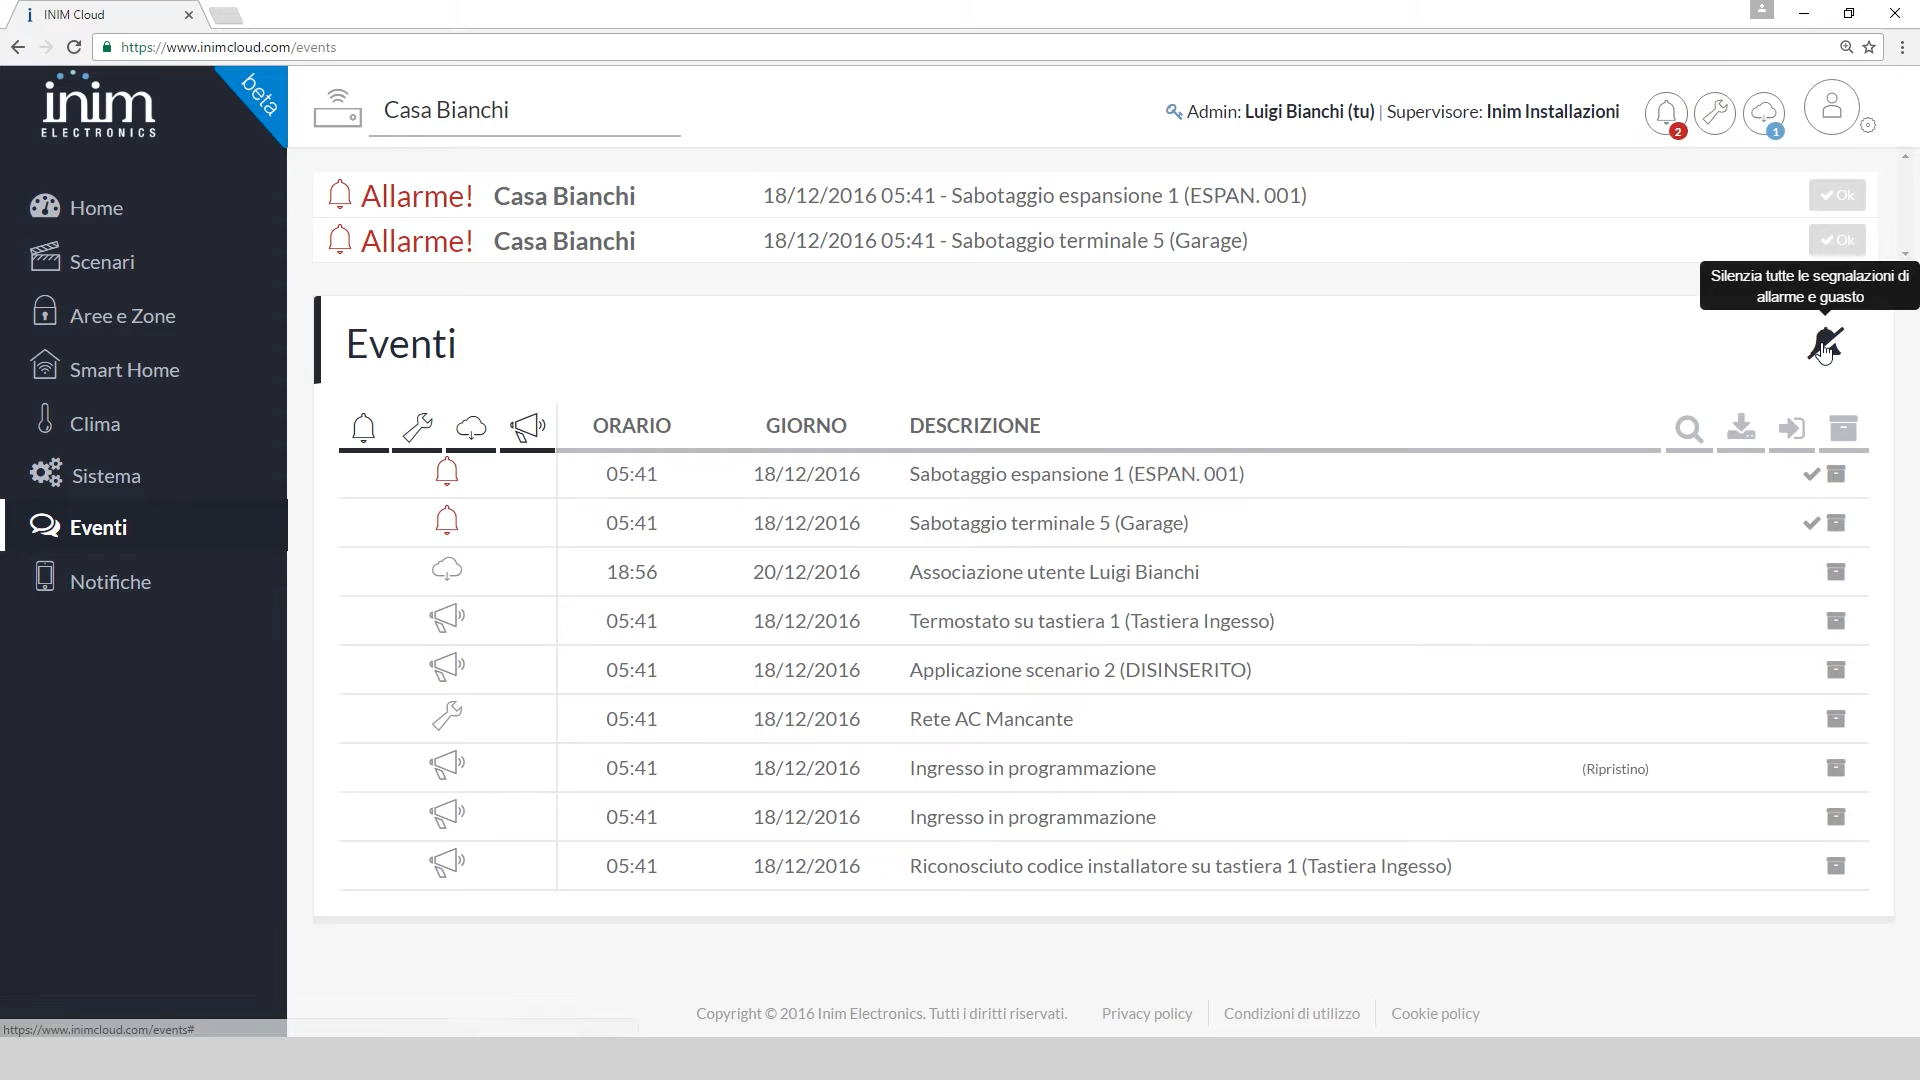 INIM Cloud
https://www.inimcloud.com/events
inim
ELECTRONICS
beta
Casa Bianchi
Admin: Luigi Bianchi (tu) | Supervisore: Inim Installazioni
2
1
Home
Scenari
Aree e Zone
Smart Home
Clima
Sistema
Eventi
Notifiche
Allarme! Casa Bianchi 18/12/2016 05:41 - Sabotaggio espansione 1 (ESPAN. 001) Ok
Allarme! Casa Bianchi 18/12/2016 05:41 - Sabotaggio terminale 5 (Garage) Ok
Silenzia tutte le segnalazioni di
allarme e guasto
Eventi
ORARIO GIORNO DESCRIZIONE
05:41 18/12/2016 Sabotaggio espansione 1 (ESPAN. 001)
05:41 18/12/2016 Sabotaggio terminale 5 (Garage)
18:56 20/12/2016 Associazione utente Luigi Bianchi
05:41 18/12/2016 Termostato su tastiera 1 (Tastiera Ingesso)
05:41 18/12/2016 Applicazione scenario 2 (DISINSERITO)
05:41 18/12/2016 Rete AC Mancante
05:41 18/12/2016 Ingresso in programmazione (Ripristino)
05:41 18/12/2016 Ingresso in programmazione
05:41 18/12/2016 Riconosciuto codice installatore su tastiera 1 (Tastiera Ingesso)
Copyright © 2016 Inim Electronics. Tutti i diritti riservati. Privacy policy Condizioni di utilizzo Cookie policy
https://www.inimcloud.com/events#